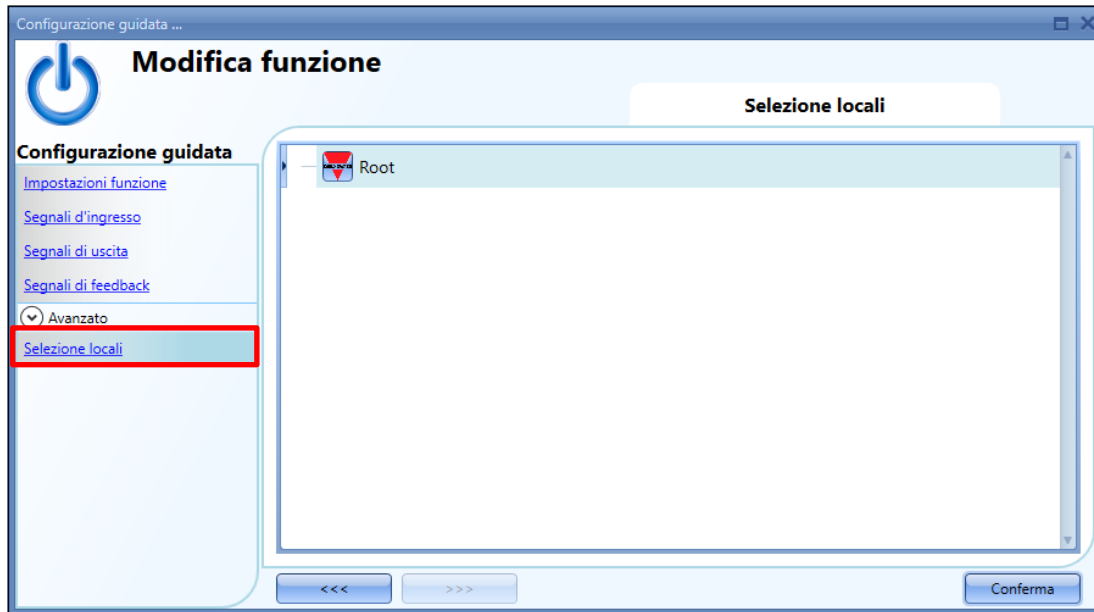 Configurazione guidata ...
Modifica funzione
Selezione locali
Configurazione guidata
Impostazioni funzione
Segnali d'ingresso
Segnali di uscita
Segnali di feedback
Avanzato
Selezione locali
Root
<<<
>>>
Conferma